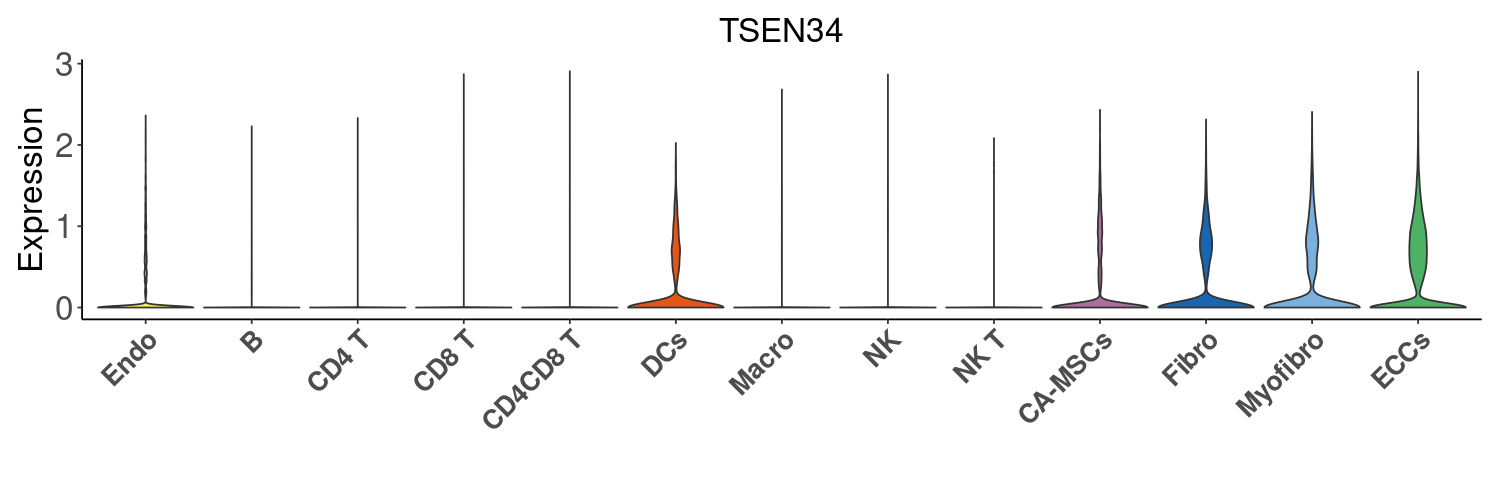 TSEN34
Expression
3
2
1
0
Endo
B
CD4 T
CD8 T
CD4CD8 T
DCs
Macro
NK
NK T
CA-MSCs
Fibro
Myofibro
ECCs